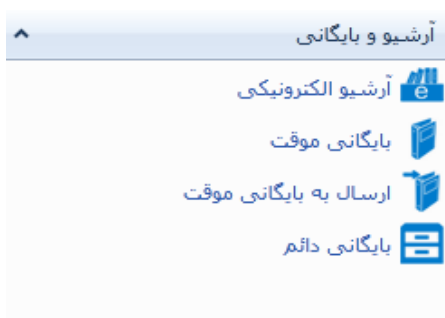 آرشیو و بایگانی
آرشیو الکترونیکی
بایگانی موقت
ارسال به بایگانی موقت
بایگانی دائم